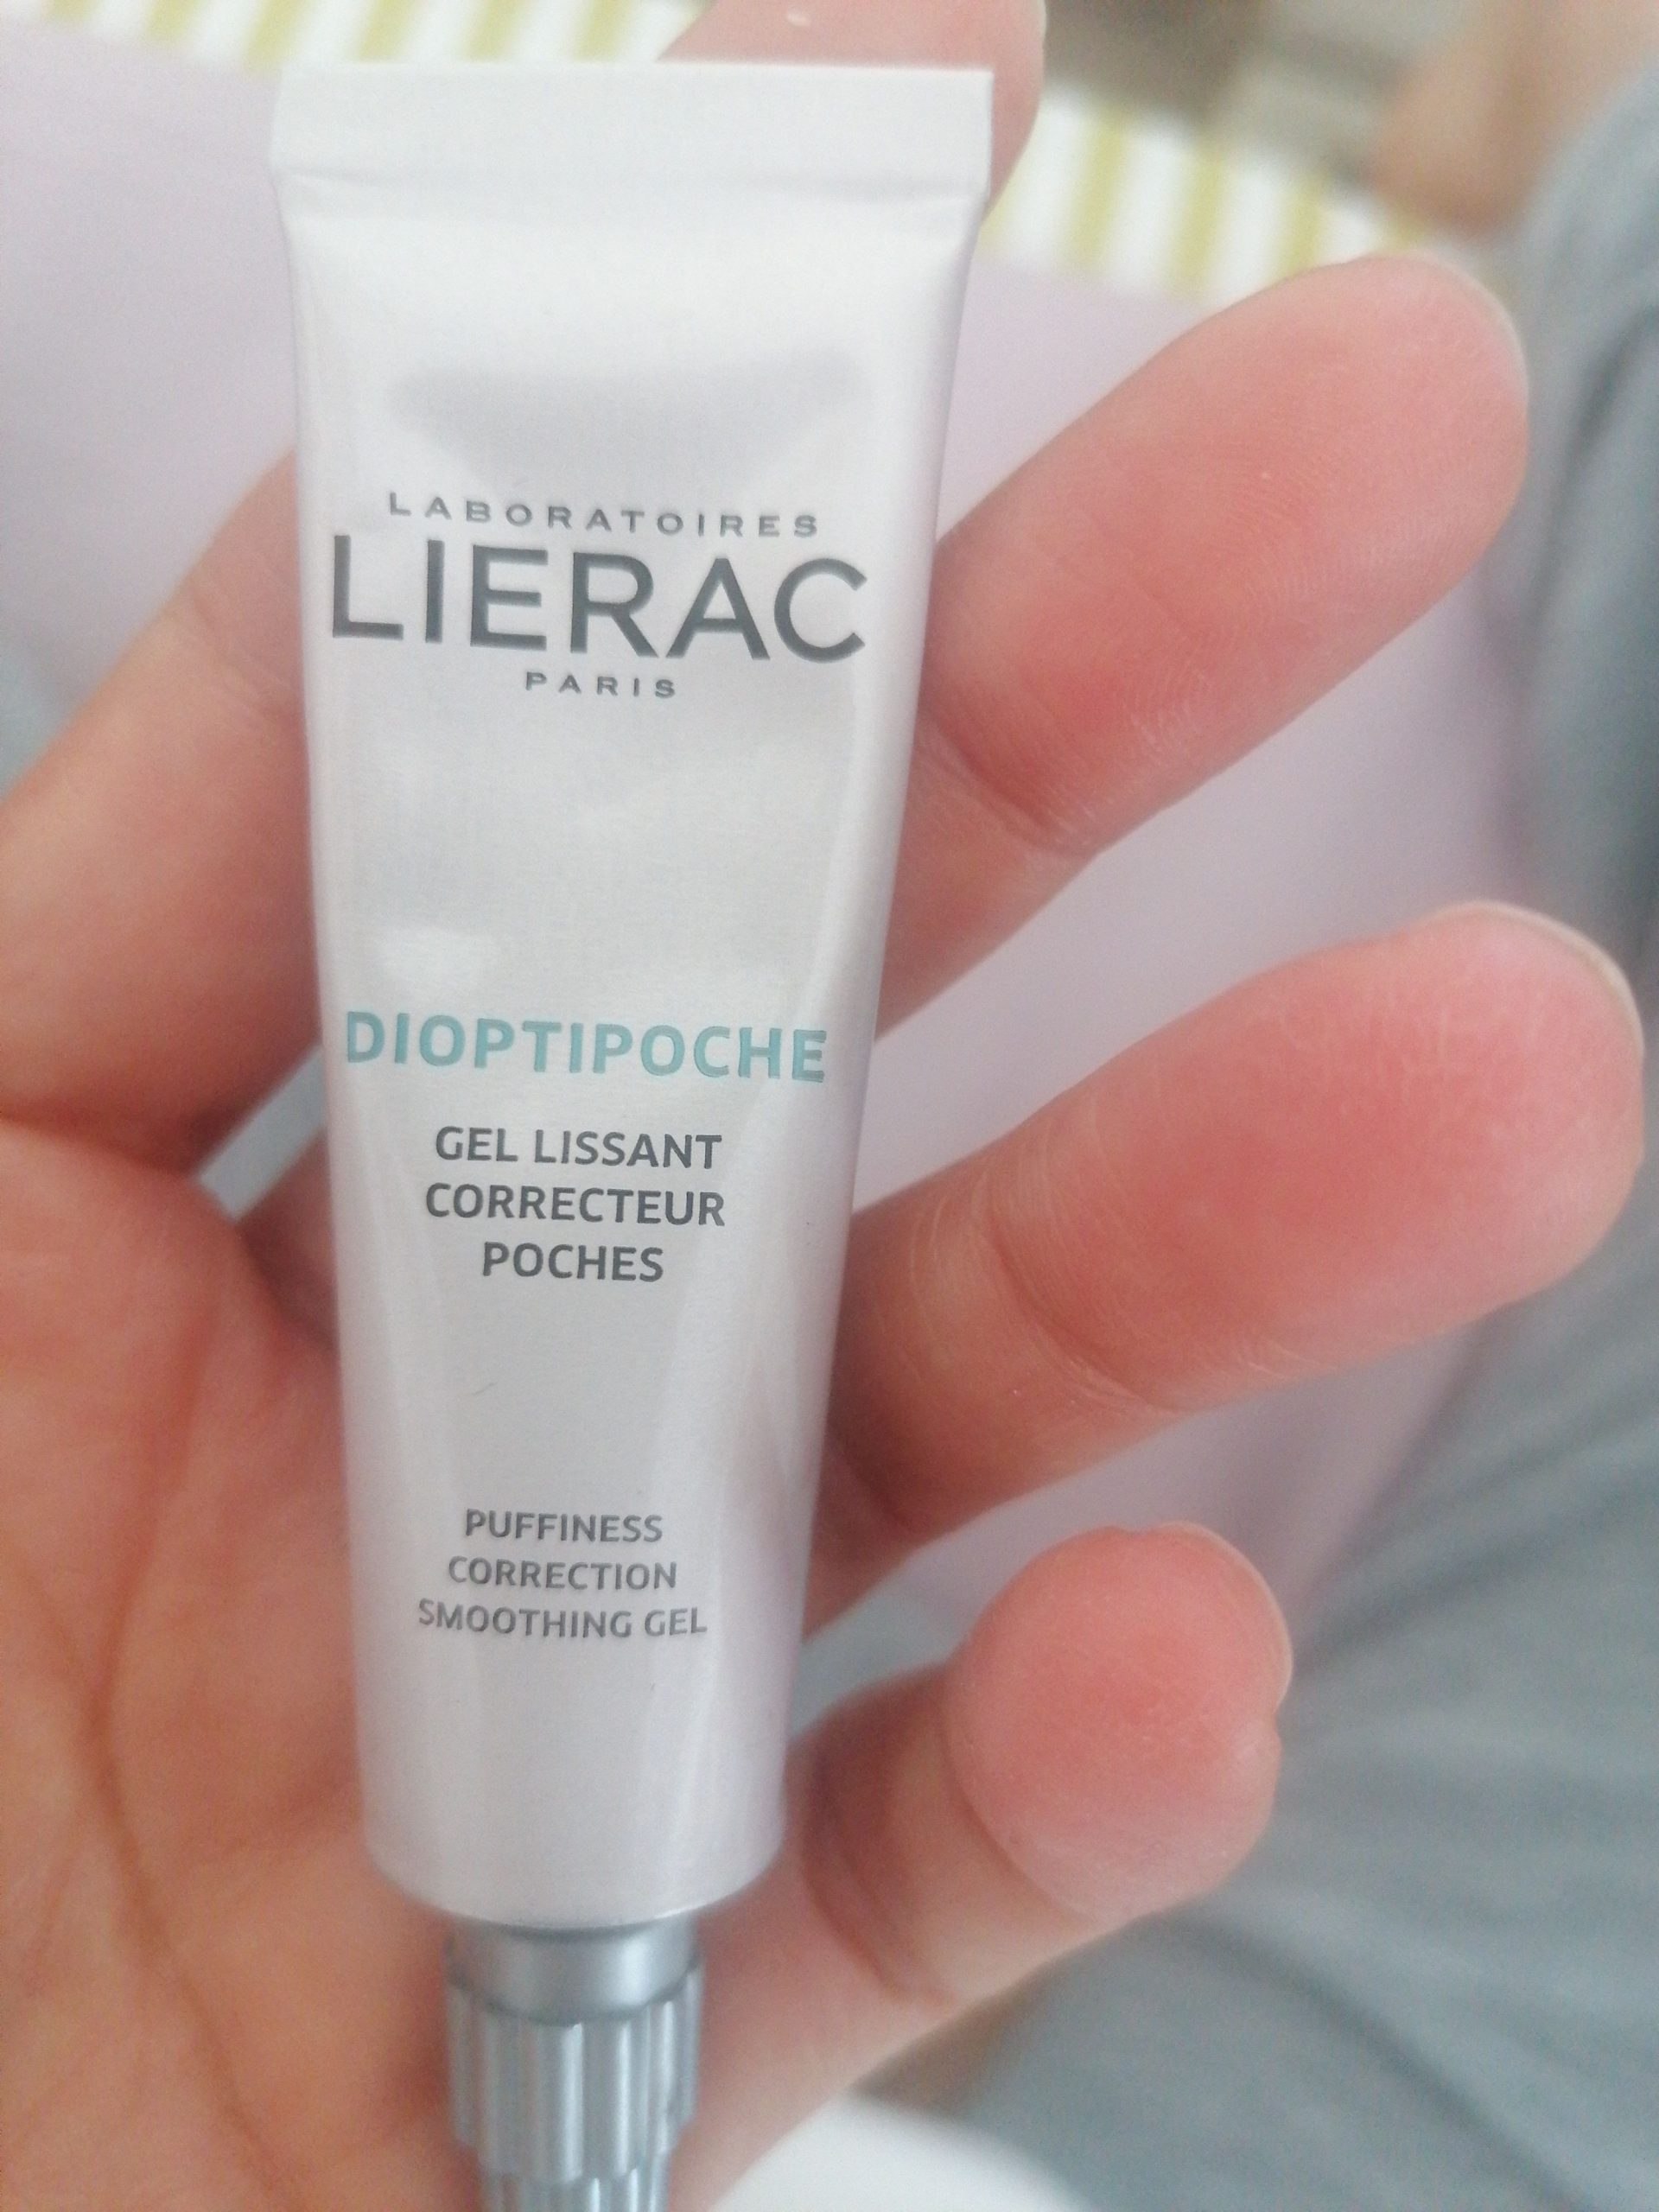 LABORATOIRES
LIERAC
PARIS
DIOPTIPOCHE
GEL LISSANT
CORRECTEUR
POCHES
PUFFINESS
CORRECTION
SMOOTHING GEL